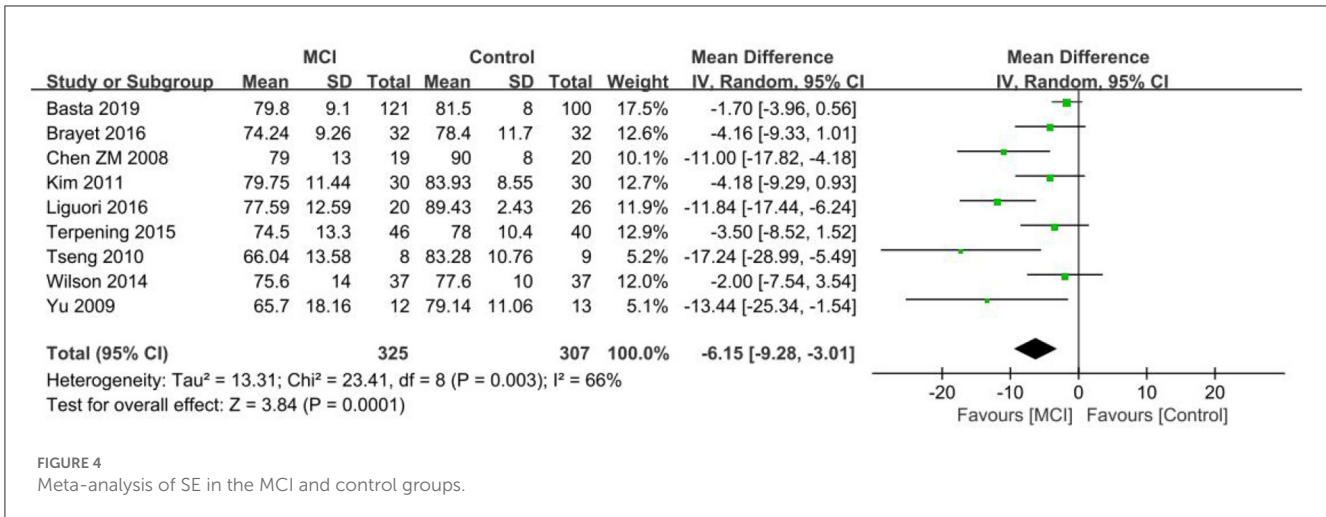 MCI Control Mean Difference Mean Difference
Study or Subgroup Mean SD Total Mean SD Total Weight IV, Random, 95% CI IV, Random, 95% CI
Basta 2019 79.8 9.1 121 81.5 8 100 17.5% -1.70 [-3.96, 0.56]
Brayet 2016 74.24 9.26 32 78.4 11.7 32 12.6% -4.16 [-9.33, 1.01]
Chen ZM 2008 79 13 19 90 8 20 10.1% -11.00 [-17.82, -4.18]
Kim 2011 79.75 11.44 30 83.93 8.55 30 12.7% -4.18 [-9.29, 0.93]
Liguori 2016 77.59 12.59 20 89.43 2.43 26 11.9% -11.84 [-17.44, -6.24]
Terpening 2015 74.5 13.3 46 78 10.4 40 12.9% -3.50 [-8.52, 1.52]
Tseng 2010 66.04 13.58 8 83.28 10.76 9 5.2% -17.24 [-28.99, -5.49]
Wilson 2014 75.6 14 37 77.6 10 37 12.0% -2.00 [-7.54, 3.54]
Yu 2009 65.7 18.16 12 79.14 11.06 13 5.1% -13.44 [-25.34, -1.54]
Total (95% CI) 325 307 100.0% -6.15 [-9.28, -3.01]
Heterogeneity: Tau² = 13.31; Chi² = 23.41, df = 8 (P = 0.003); I² = 66%
Test for overall effect: Z = 3.84 (P = 0.0001)
-20 -10 0 10 20
Favours [MCI] Favours [Control]
FIGURE 4
Meta-analysis of SE in the MCI and control groups.